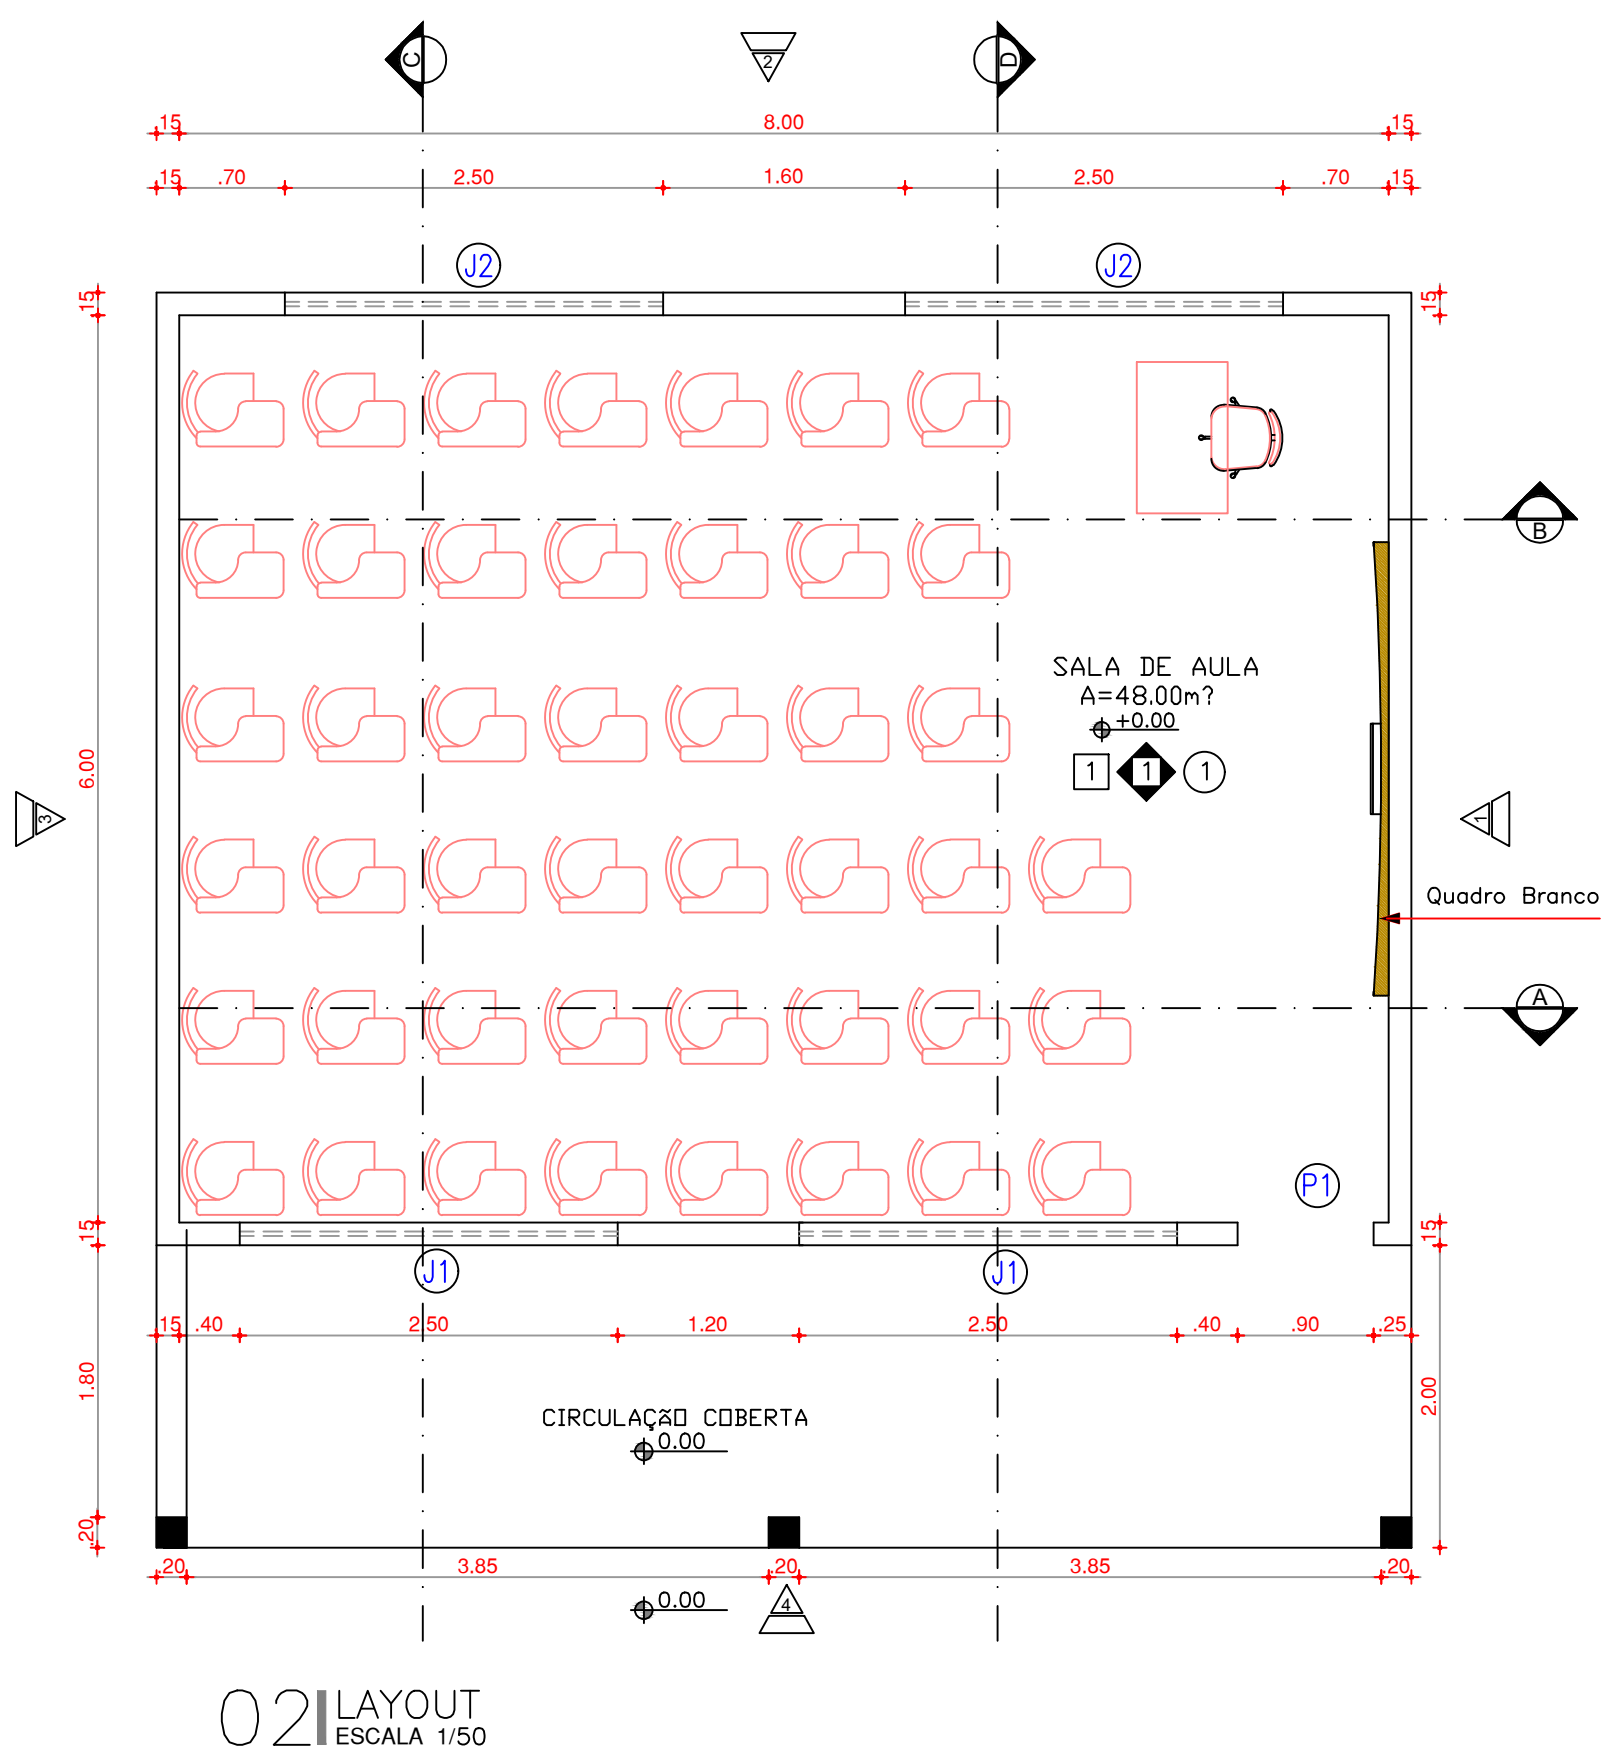 C
2
D
.15
8.00
.15
.15
.70
2.50
1.60
2.50
.70
.15
J2
J2
.15
.15
B
SALA DE AULA
A=48.00m?
+0.00
1
1
1
6.00
3
1
Quadro Branco
A
P1
.15
.15
J1
J1
.15
.40
2.50
1.20
2.50
.40
.90
.25
1.80
2.00
CIRCULAÇÃO COBERTA
0.00
.20
.20
3.85
.20
3.85
.20
0.00
4
02
LAYOUT
ESCALA 1/50